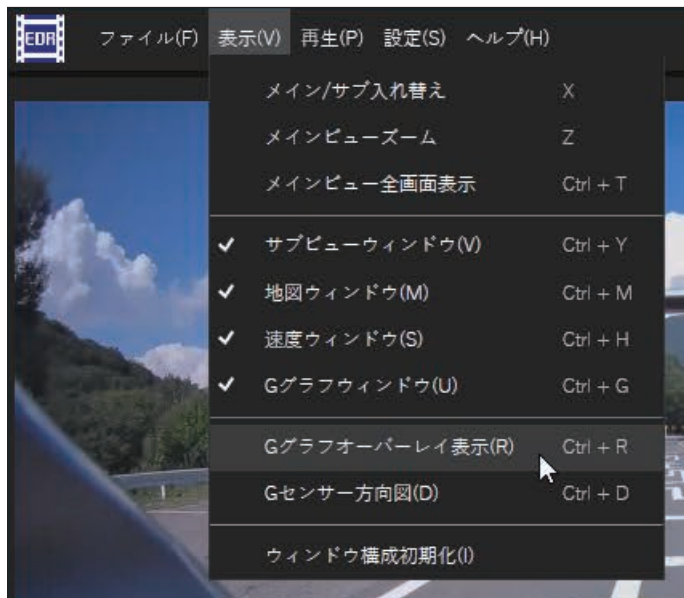 EDR ファイル(F) 表示(V) 再生(P) 設定(S) ヘルプ(H)
メイン/サブ入れ替え X
メインビューズーム Z
メインビュー全画面表示 Ctrl + T
サブビューウィンドウ(V) Ctrl + Y
地図ウィンドウ(M) Ctrl + M
速度ウィンドウ(S) Ctrl + H
Gグラフウィンドウ(U) Ctrl + G
Gグラフオーバーレイ表示(R) Ctrl + R
Gセンサー方向図(D) Ctrl + D
ウィンドウ構成初期化(I)